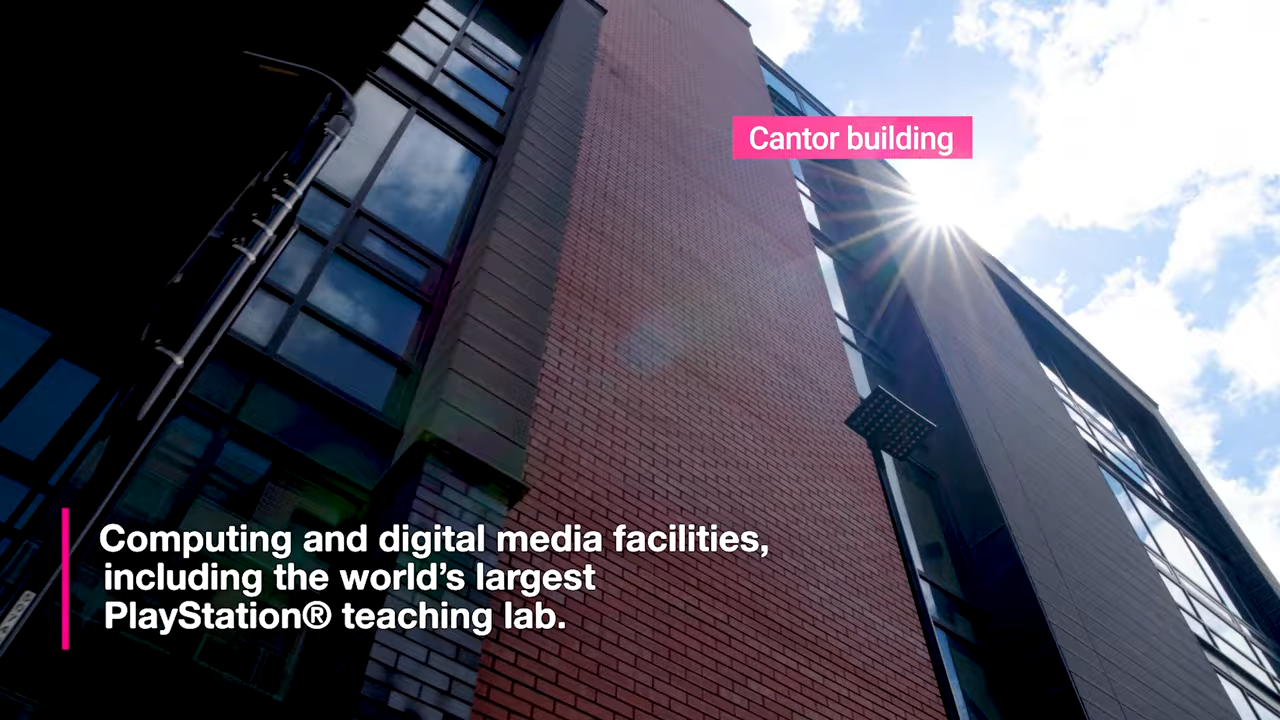 Cantor building
Computing and digital media facilities,
including the world's largest
PlayStation® teaching lab.